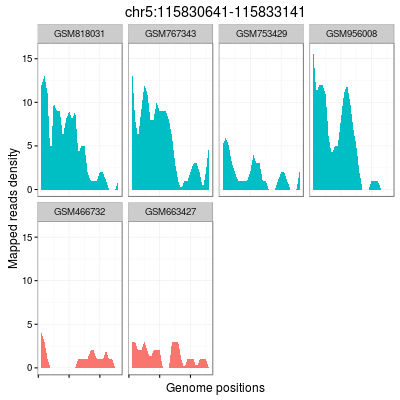 chr5:115830641-115833141
GSM818031 GSM767343 GSM753429 GSM956008
15
10
5
0
GSM466732 GSM663427
15
10
5
0
Mapped reads density
Genome positions